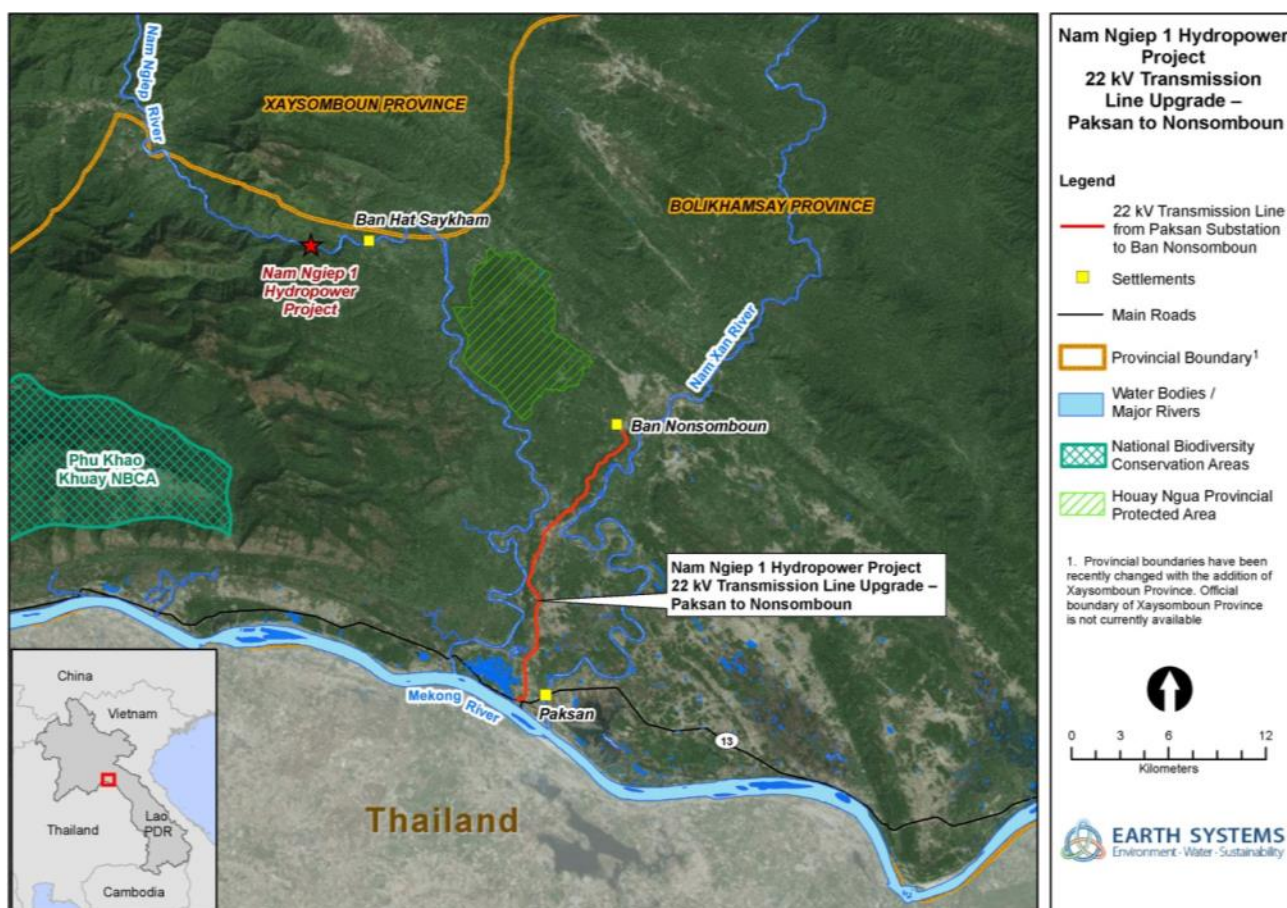 Nam Ngiep River
XAYSOMBOUN PROVINCE
Ban Hat Saykham
BOLIKHAMSAY PROVINCE
Nam Ngiep 1
Hydropower
Project
Nam Xan River
Ban Nonsomboun
Phu Khao
Khuay NBCA
Nam Ngiep 1 Hydropower Project
22 kV Transmission Line Upgrade –
Paksan to Nonsomboun
Mekong River
Paksan
13
Thailand
China
Vietnam
Thailand
Lao
PDR
Cambodia
Nam Ngiep 1 Hydropower
Project
22 kV Transmission
Line Upgrade –
Paksan to Nonsomboun
Legend
22 kV Transmission Line
from Paksan Substation
to Ban Nonsomboun
Settlements
Main Roads
Provincial Boundary1
Water Bodies /
Major Rivers
National Biodiversity
Conservation Areas
Houay Ngua Provincial
Protected Area
1. Provincial boundaries have been
recently changed with the addition of
Xaysomboun Province. Official
boundary of Xaysomboun Province
is not currently available
0 3 6 12
Kilometers
EARTH SYSTEMS
Environment - Water - Sustainability